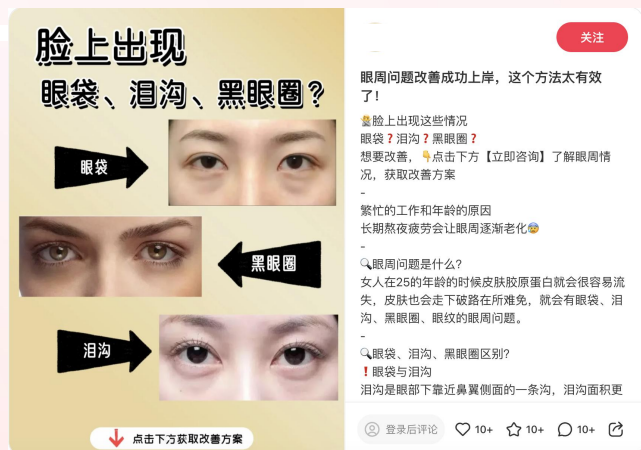 脸上出现
眼袋、泪沟、黑眼圈?
眼袋
黑眼圈
泪沟
点击下方获取改善方案
关注
眼周问题改善成功上岸，这个方法太有效
了！
脸上出现这些情况
眼袋❓泪沟❓黑眼圈❓
想要改善，👇点击下方【立即咨询】了解眼周情
况，获取改善方案
-
繁忙的工作和年龄的原因
长期熬夜疲劳会让眼周逐渐老化😰
-
🔍眼周问题是什么?
女人在25的年龄的时候皮肤胶原蛋白就会很容易流
失，皮肤也会走下破路在所难免，就会有眼袋、泪
沟、黑眼圈、眼纹的眼周问题。
-
🔍眼袋、泪沟、黑眼圈区别?
❗眼袋与泪沟
泪沟是眼部下靠近鼻翼侧面的一条沟，泪沟面积更
登录后评论
10+
10+
10+